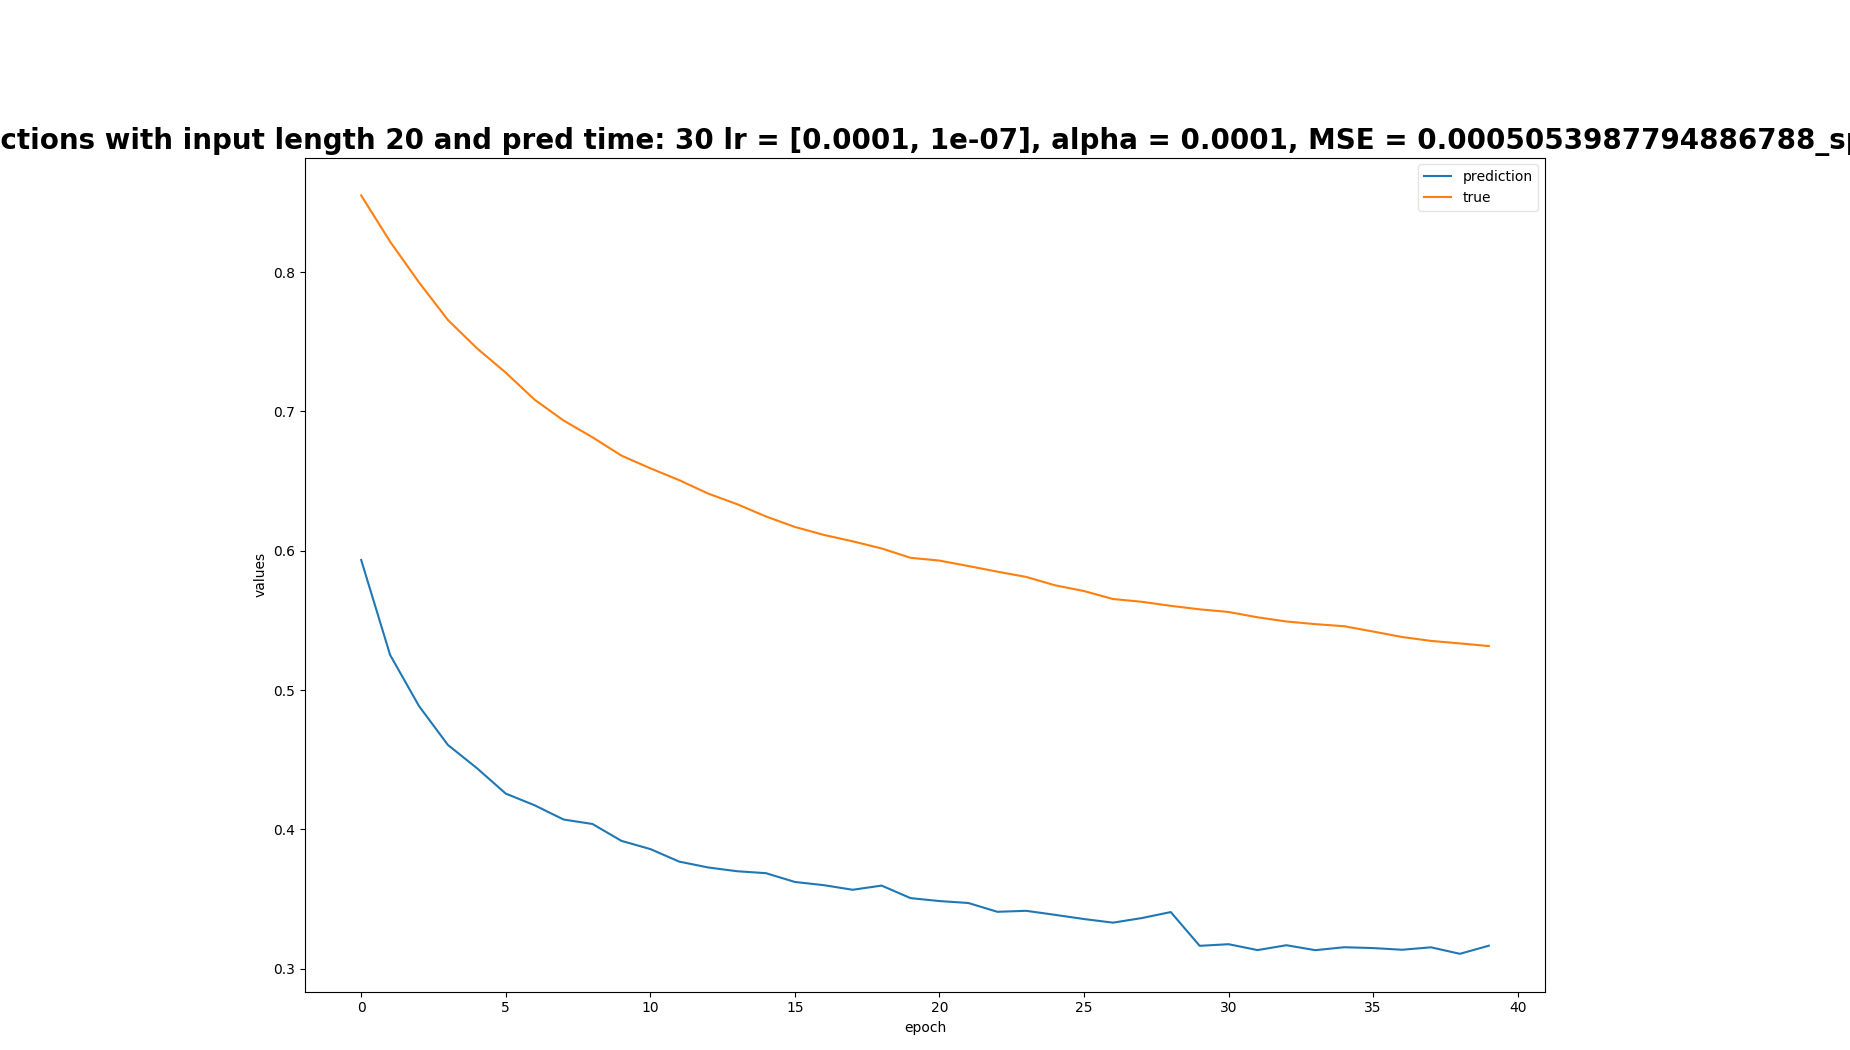 ctions with input length 20 and pred time: 30 lr = [0.0001, 1e-07], alpha = 0.0001, MSE = 0.0005053987794886788_sp
prediction
true
0.8
0.7
0.6
0.5
0.4
0.3
values
0 5 10 15 20 25 30 35 40
epoch